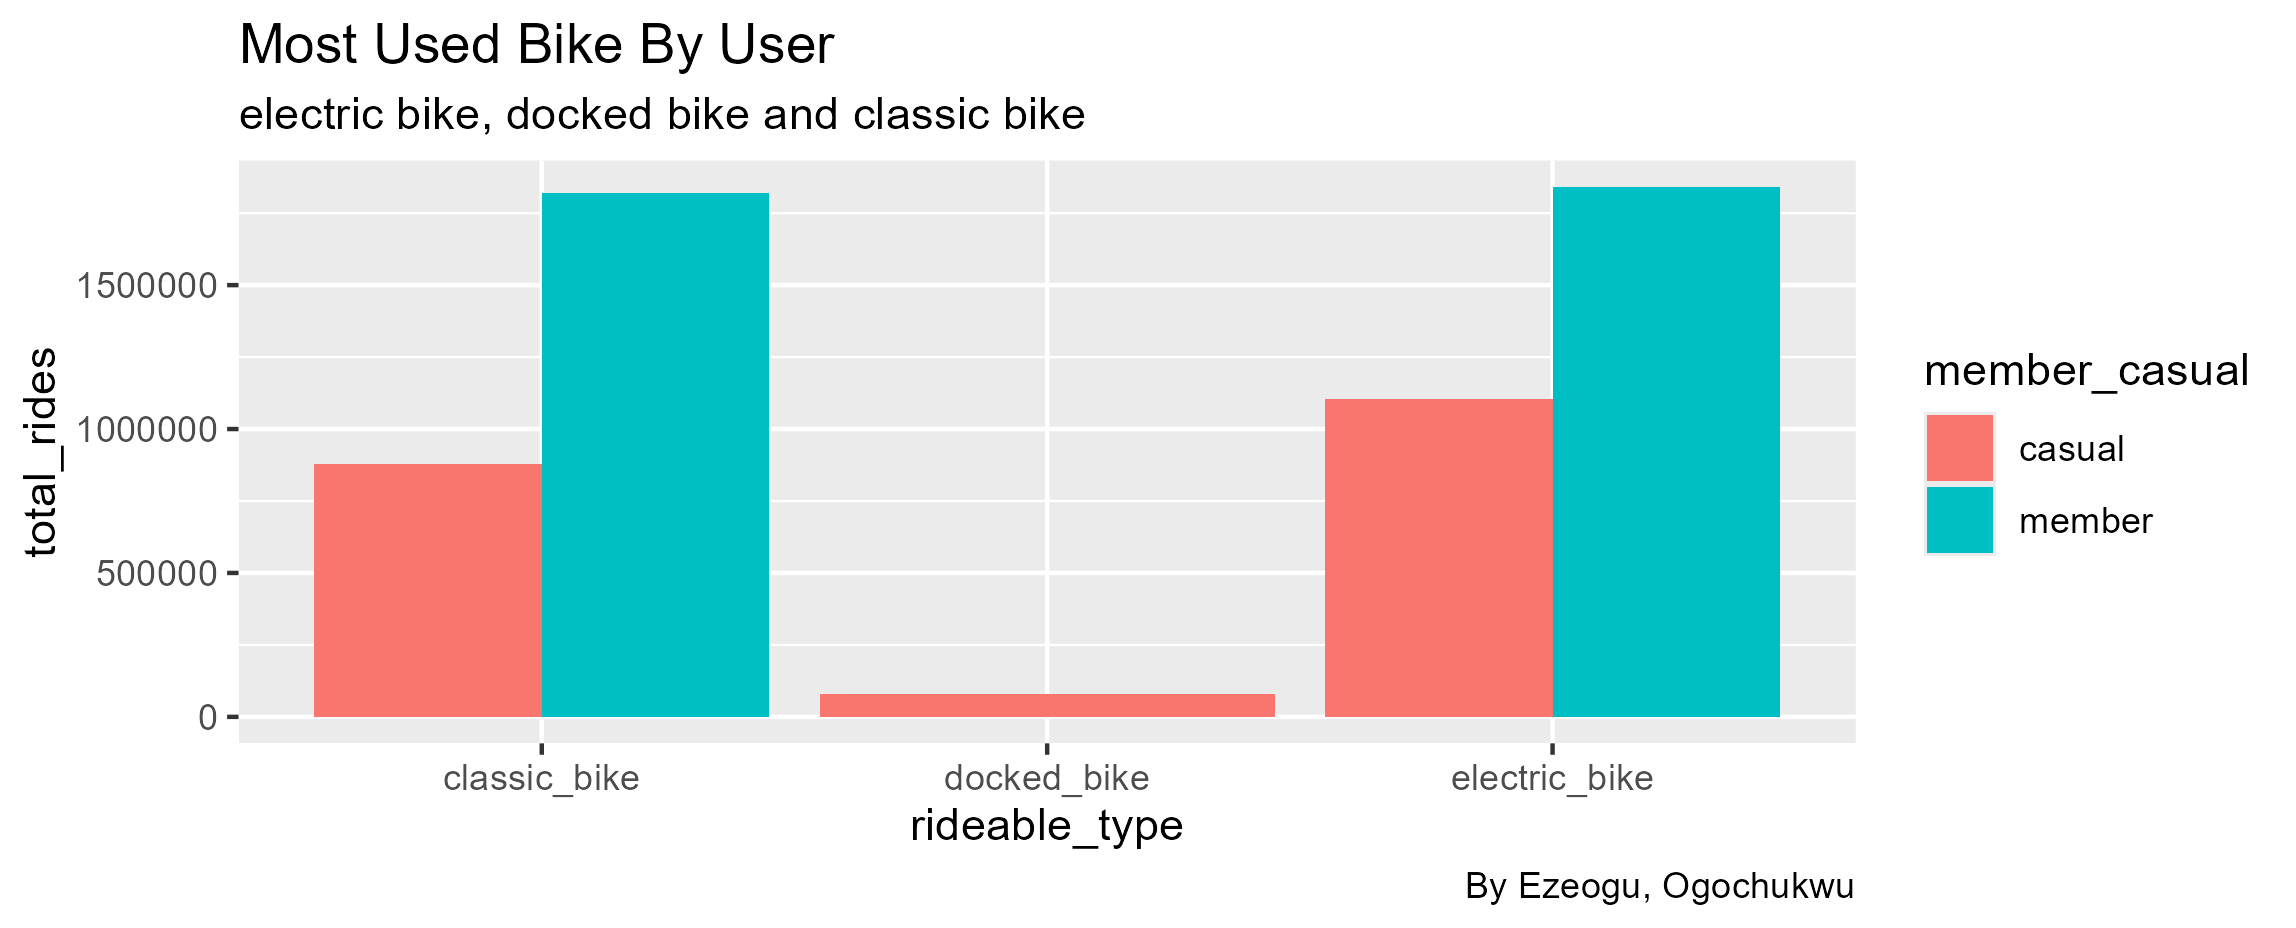 Most Used Bike By User
electric bike, docked bike and classic bike
total_rides
1500000
1000000
500000
0
classic_bike
docked_bike
electric_bike
rideable_type
member_casual
casual
member
By Ezeogu, Ogochukwu